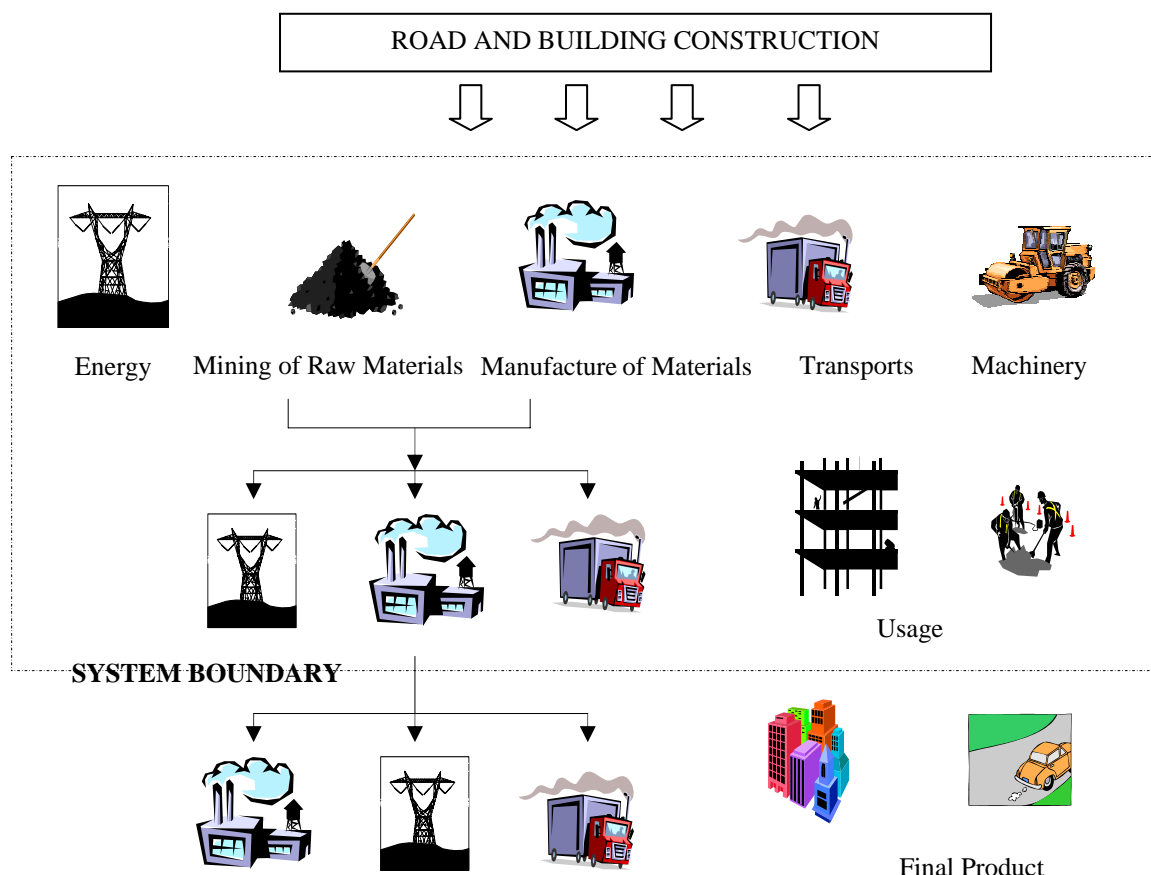 ROAD AND BUILDING CONSTRUCTION
Energy
Mining of Raw Materials
Manufacture of Materials
Transports
Machinery
Usage
SYSTEM BOUNDARY
Final Product